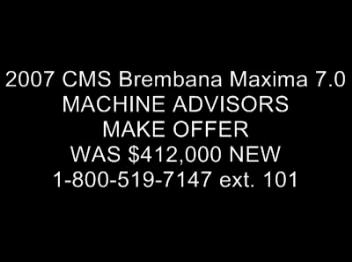 2007 CMS Brembana Maxima 7.0
MACHINE ADVISORS
MAKE OFFER
WAS $412,000 NEW
1-800-519-7147 ext. 101